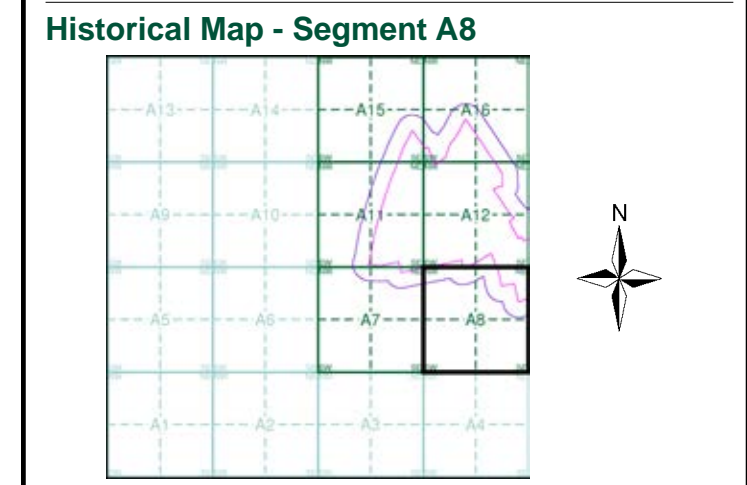 Historical Map - Segment A8
A13 A14 A15 A16
A9 A10 A11 A12
N
A5 A6 A7 A8
A1 A2 A3 A4